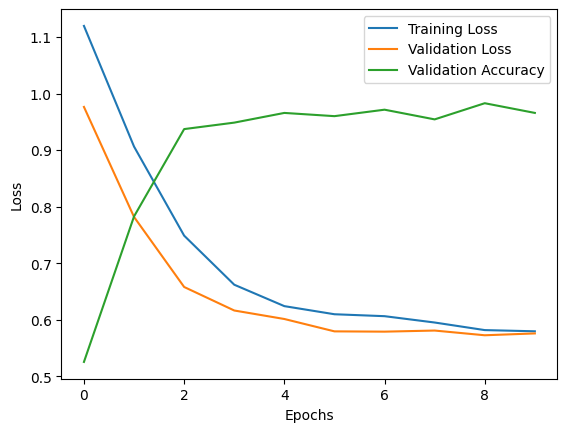 1.1
1.0
0.9
0.8
0.7
0.6
0.5
Loss
Training Loss
Validation Loss
Validation Accuracy
0 2 4 6 8
Epochs